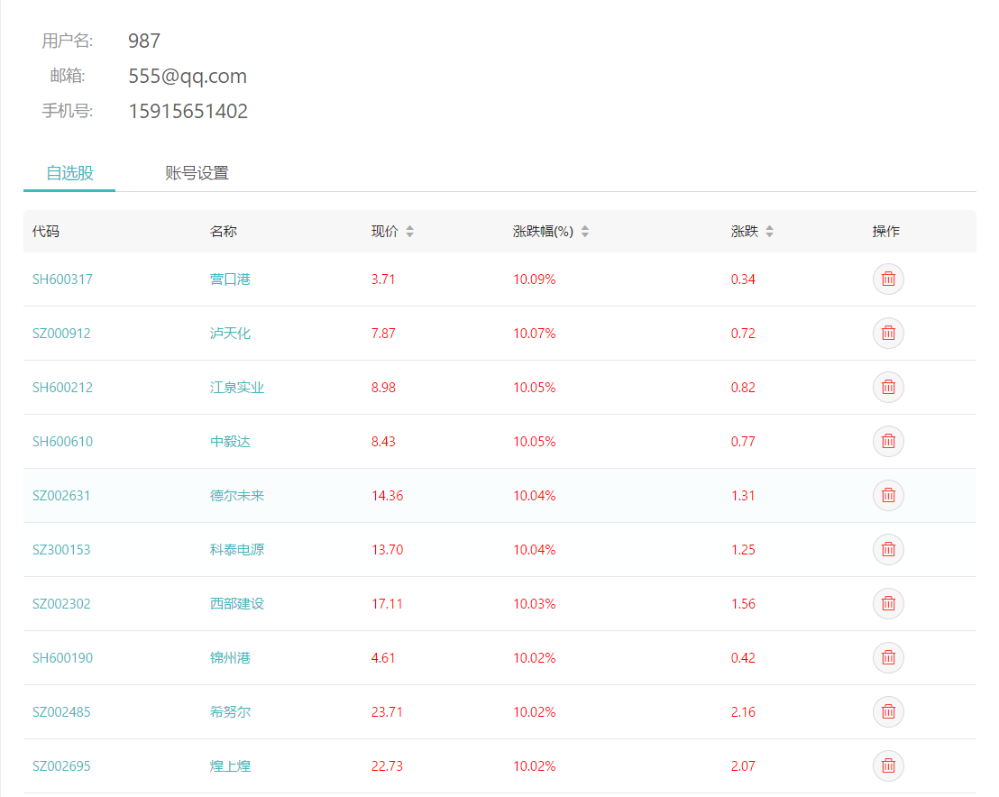 用户名: 987
邮箱: 555@qq.com
手机号: 15915651402
自选股 账号设置
代码 名称 现价 涨跌幅(%) 涨跌 操作
SH600317 营口港 3.71 10.09% 0.34
SZ000912 泸天化 7.87 10.07% 0.72
SH600212 江泉实业 8.98 10.05% 0.82
SH600610 中毅达 8.43 10.05% 0.77
SZ002631 德尔未来 14.36 10.04% 1.31
SZ300153 科泰电源 13.70 10.04% 1.25
SZ002302 西部建设 17.11 10.03% 1.56
SH600190 锦州港 4.61 10.02% 0.42
SZ002485 希努尔 23.71 10.02% 2.16
SZ002695 煌上煌 22.73 10.02% 2.07